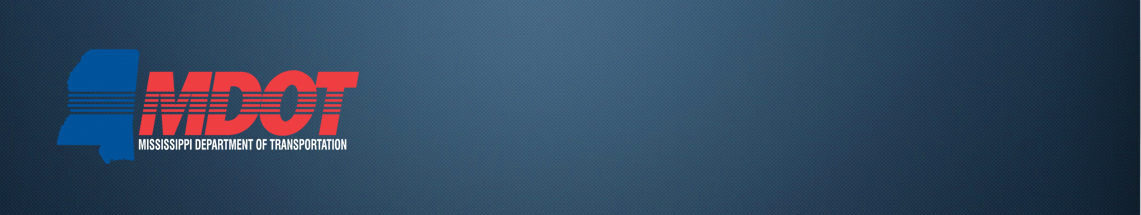 MDOT
MISSISSIPPI DEPARTMENT OF TRANSPORTATION